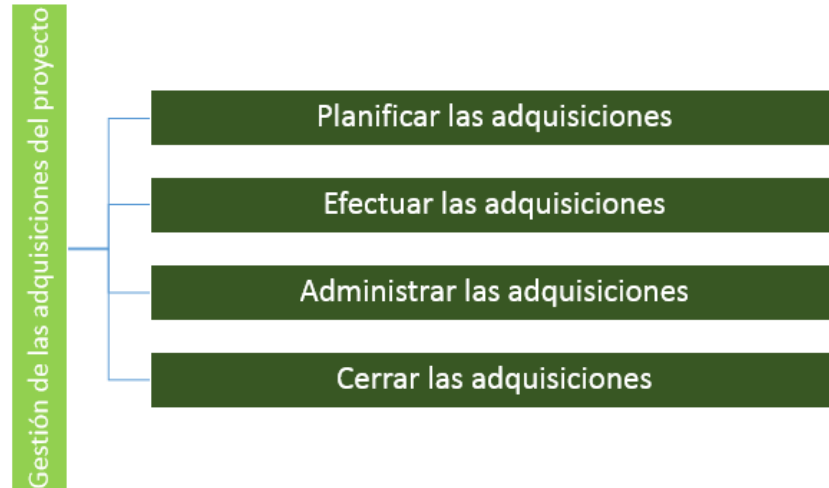 Gestión de las adquisiciones del proyecto
Planificar las adquisiciones
Efectuar las adquisiciones
Administrar las adquisiciones
Cerrar las adquisiciones